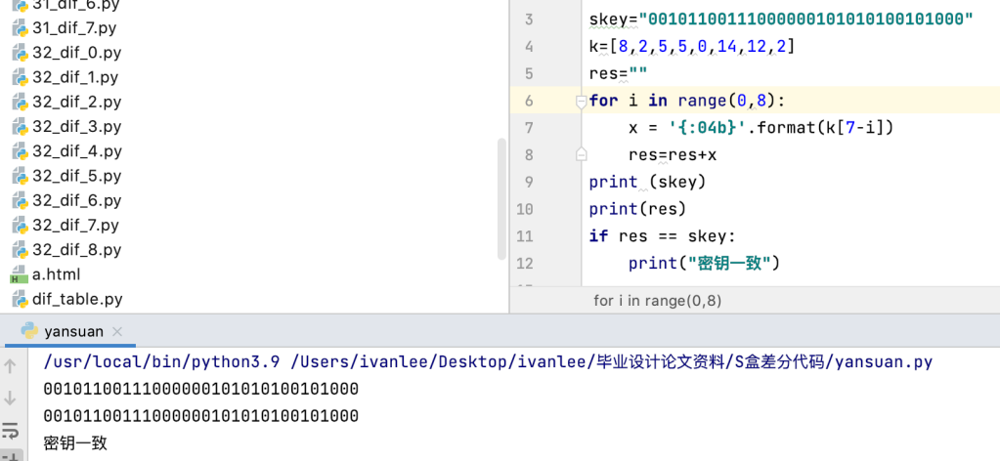 31_dif_6.py
31_dif_7.py
32_dif_0.py
32_dif_1.py
32_dif_2.py
32_dif_3.py
32_dif_4.py
32_dif_5.py
32_dif_6.py
32_dif_7.py
32_dif_8.py
a.html
dif_table.py
3 skey="00101100111000000101010100101000"
4 k=[8,2,5,5,0,14,12,2]
5 res=""
6 for i in range(0,8):
7 x = '{:04b}'.format(k[7-i])
8 res=res+x
9 print (skey)
10 print(res)
11 if res == skey:
12 print("密钥一致")
for i in range(0,8)
yansuan
/usr/local/bin/python3.9 /Users/ivanlee/Desktop/ivanlee/毕业设计论文资料/S盒差分代码/yansuan.py
00101100111000000101010100101000
00101100111000000101010100101000
密钥一致